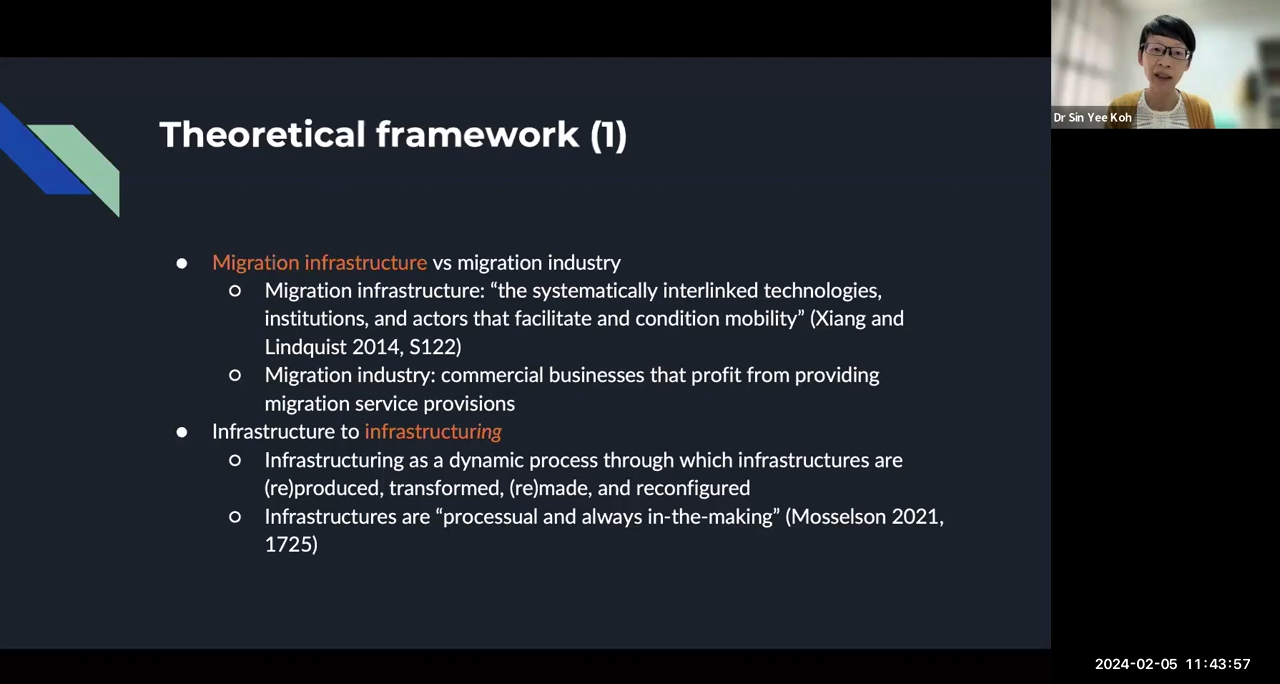 Theoretical framework (1)
Migration infrastructure vs migration industry
Migration infrastructure: “the systematically interlinked technologies,
institutions, and actors that facilitate and condition mobility” (Xiang and
Lindquist 2014, S122)
Migration industry: commercial businesses that profit from providing
migration service provisions
Infrastructure to infrastructuring
Infrastructuring as a dynamic process through which infrastructures are
(re)produced, transformed, (re)made, and reconfigured
Infrastructures are “processual and always in-the-making” (Mosselson 2021,
1725)
Dr Sin Yee Koh
2024-02-05 11:43:57